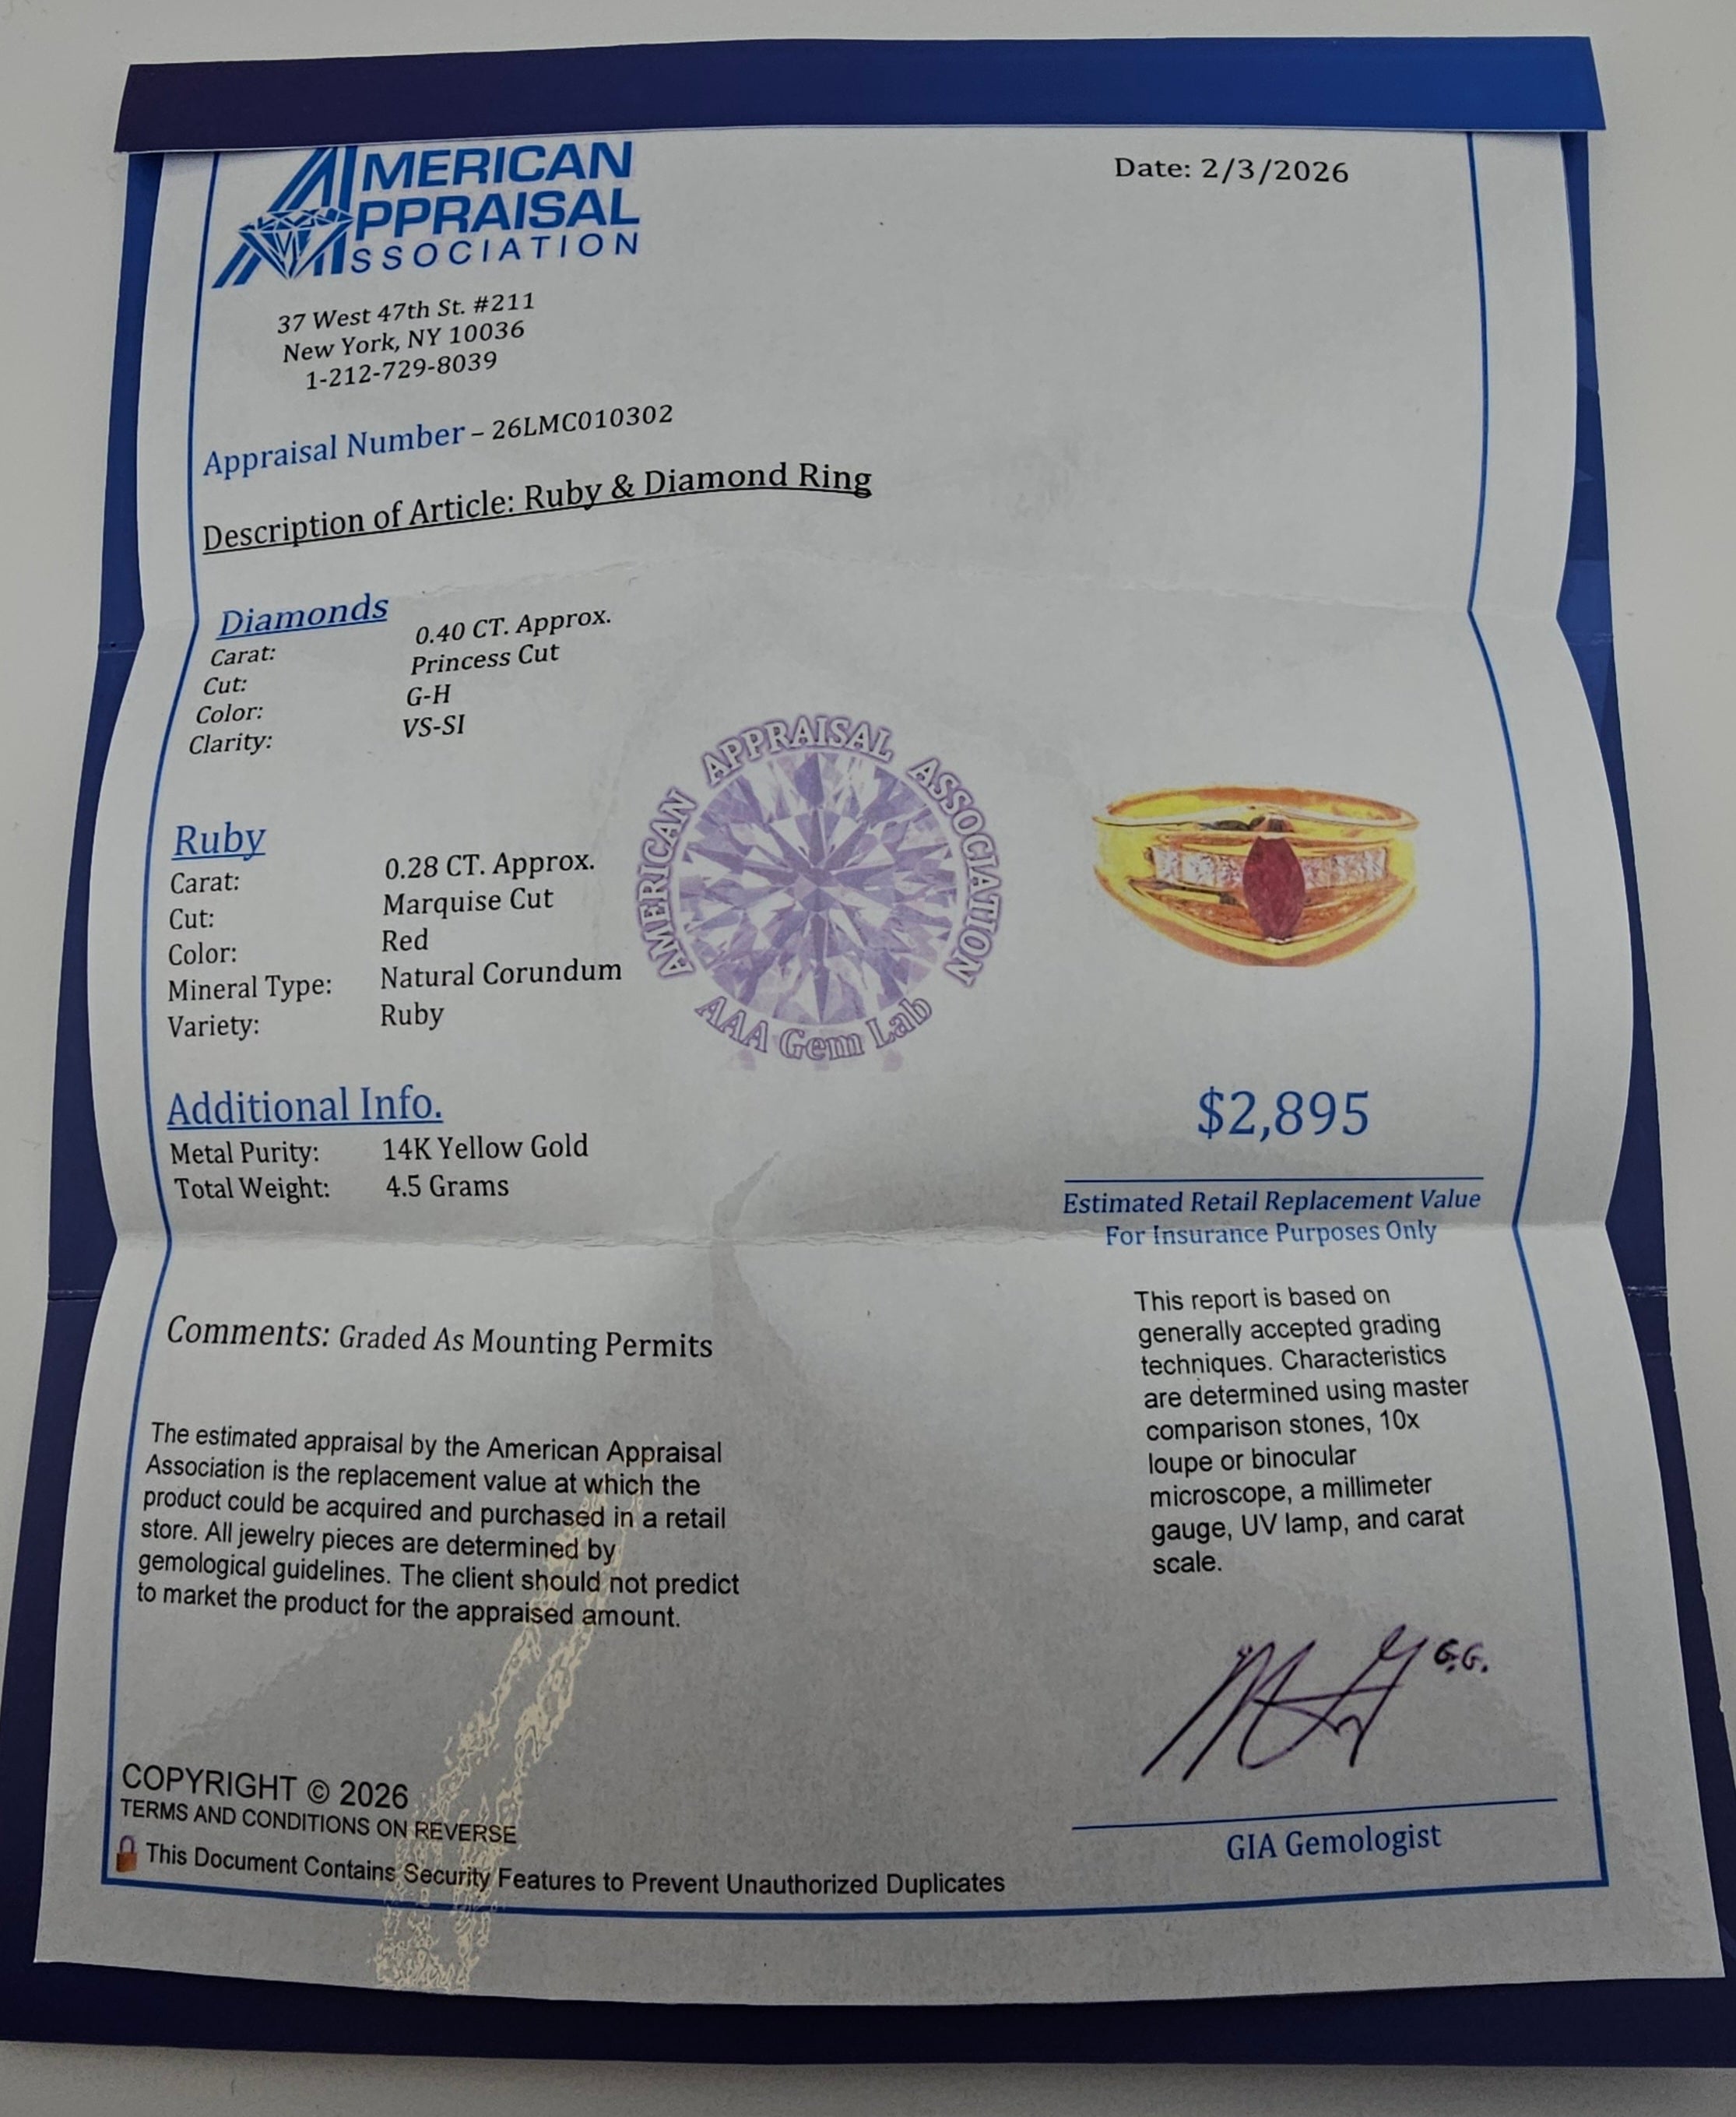 AMERICAN
APPRAISAL
ASSOCIATION
Date: 2/3/2026
37 West 47th St. #211
New York, NY 10036
1-212-729-8039
Appraisal Number – 26LMC010302
Description of Article: Ruby & Diamond Ring
Diamonds
Carat: 0.40 CT. Approx.
Cut: Princess Cut
Color: G-H
Clarity: VS-SI
Ruby
Carat: 0.28 CT. Approx.
Cut: Marquise Cut
Color: Red
Mineral Type: Natural Corundum
Variety: Ruby
AMERICAN APPRAISAL ASSOCIATION
AAA Gem Lab
Additional Info.
Metal Purity: 14K Yellow Gold
Total Weight: 4.5 Grams
$2,895
Estimated Retail Replacement Value
For Insurance Purposes Only
Comments: Graded As Mounting Permits
The estimated appraisal by the American Appraisal
Association is the replacement value at which the
product could be acquired and purchased in a retail
store. All jewelry pieces are determined by
gemological guidelines. The client should not predict
to market the product for the appraised amount.
This report is based on
generally accepted grading
techniques. Characteristics
are determined using master
comparison stones, 10x
loupe or binocular
microscope, a millimeter
gauge, UV lamp, and carat
scale.
G.G.
GIA Gemologist
COPYRIGHT © 2026
TERMS AND CONDITIONS ON REVERSE
This Document Contains Security Features to Prevent Unauthorized Duplicates